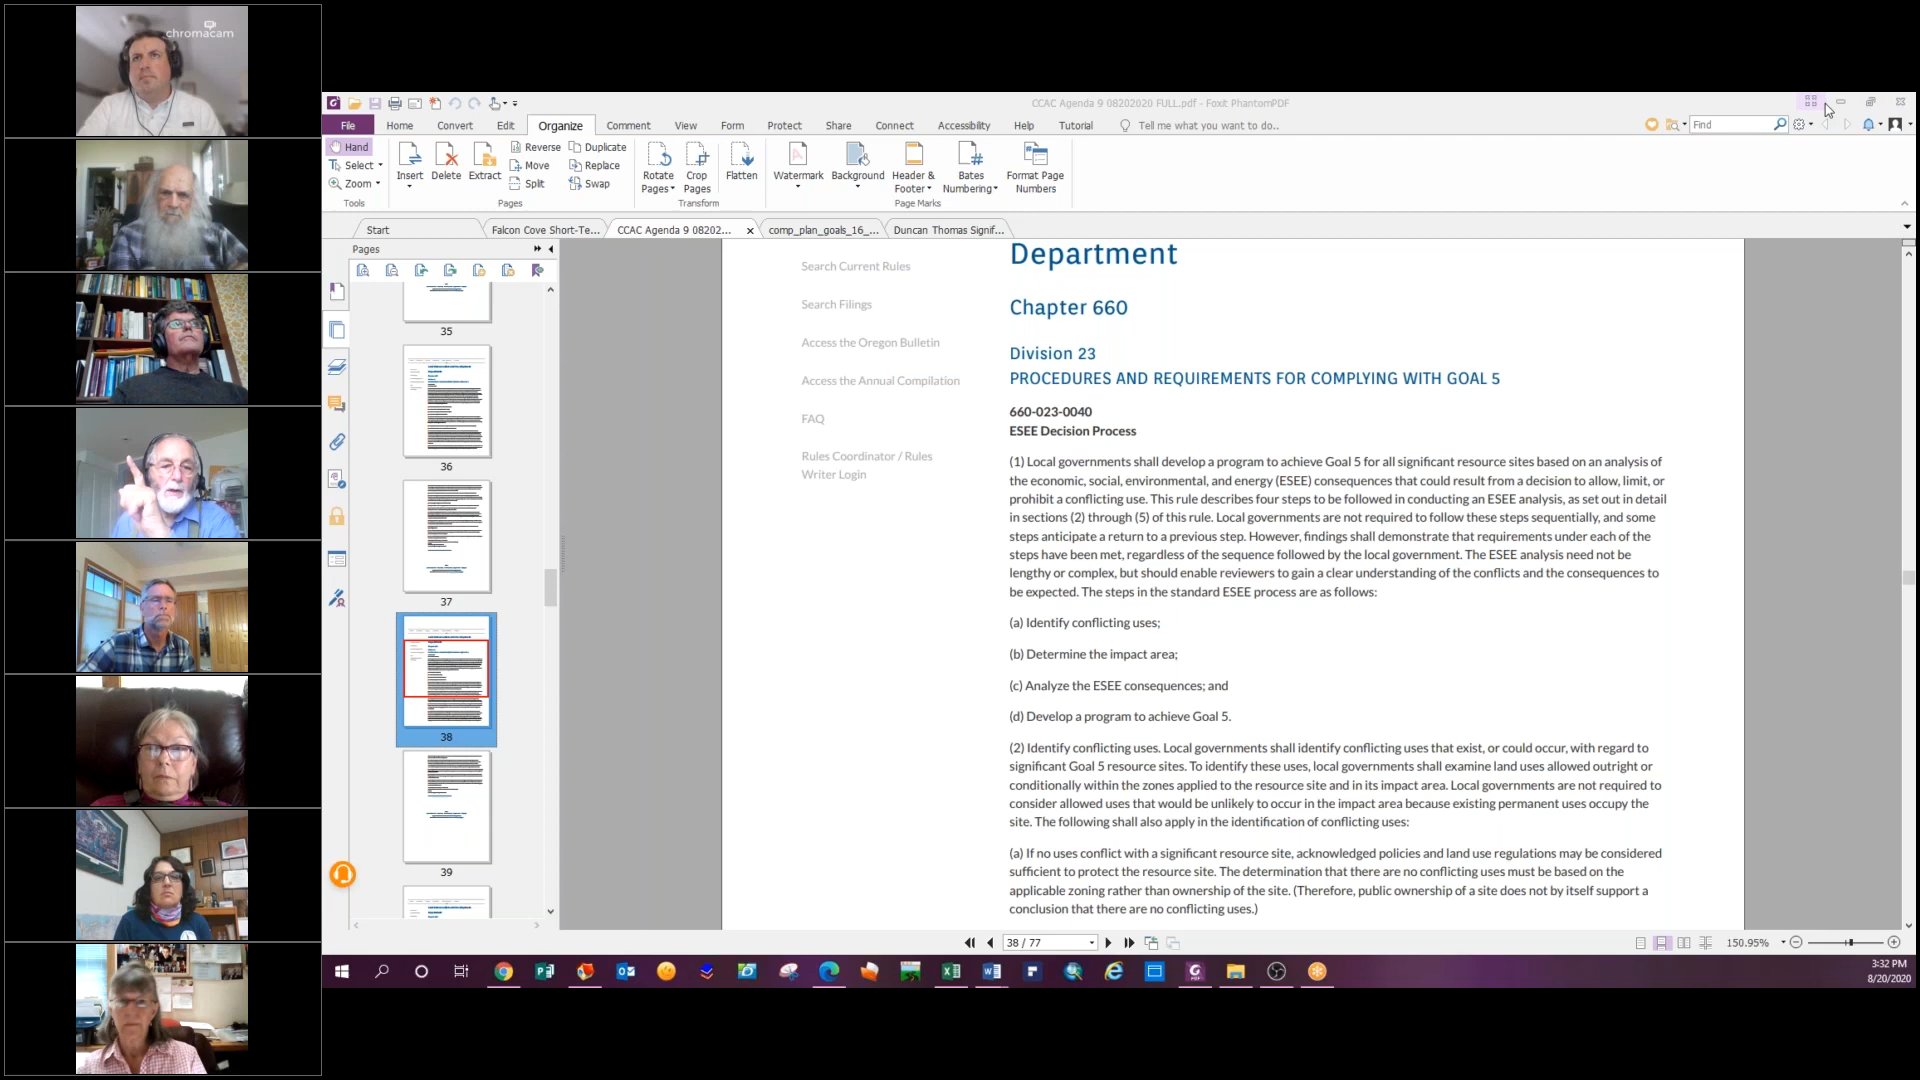 chromacam
CCAC Agenda 9 08202020 FULL.pdf - Foxit PhantomPDF
File Home Convert Edit Organize Comment View Form Protect Share Connect Accessibility Help Tutorial Tell me what you want to do.. Find
Hand
Select
Zoom
Tools
Insert
Delete
Extract
Reverse
Duplicate
Move
Replace
Split
Swap
Pages
Rotate
Pages
Crop
Pages
Flatten
Transform
Watermark
Background
Header &
Footer
Bates
Numbering
Format Page
Numbers
Page Marks
Start Falcon Cove Short-Te... CCAC Agenda 9 08202... comp_plan_goals_16_... Duncan Thomas Signif...
Pages
35
36
37
38
39
Search Current Rules
Search Filings
Access the Oregon Bulletin
Access the Annual Compilation
FAQ
Rules Coordinator / Rules
Writer Login
Department
Chapter 660
Division 23
PROCEDURES AND REQUIREMENTS FOR COMPLYING WITH GOAL 5
660-023-0040
ESEE Decision Process
(1) Local governments shall develop a program to achieve Goal 5 for all significant resource sites based on an analysis of
the economic, social, environmental, and energy (ESEE) consequences that could result from a decision to allow, limit, or
prohibit a conflicting use. This rule describes four steps to be followed in conducting an ESEE analysis, as set out in detail
in sections (2) through (5) of this rule. Local governments are not required to follow these steps sequentially, and some
steps anticipate a return to a previous step. However, findings shall demonstrate that requirements under each of the
steps have been met, regardless of the sequence followed by the local government. The ESEE analysis need not be
lengthy or complex, but should enable reviewers to gain a clear understanding of the conflicts and the consequences to
be expected. The steps in the standard ESEE process are as follows:
(a) Identify conflicting uses;
(b) Determine the impact area;
(c) Analyze the ESEE consequences; and
(d) Develop a program to achieve Goal 5.
(2) Identify conflicting uses. Local governments shall identify conflicting uses that exist, or could occur, with regard to
significant Goal 5 resource sites. To identify these uses, local governments shall examine land uses allowed outright or
conditionally within the zones applied to the resource site and in its impact area. Local governments are not required to
consider allowed uses that would be unlikely to occur in the impact area because existing permanent uses occupy the
site. The following shall also apply in the identification of conflicting uses:
(a) If no uses conflict with a significant resource site, acknowledged policies and land use regulations may be considered
sufficient to protect the resource site. The determination that there are no conflicting uses must be based on the
applicable zoning rather than ownership of the site. (Therefore, public ownership of a site does not by itself support a
conclusion that there are no conflicting uses.)
38 / 77
150.95%
3:32 PM
8/20/2020